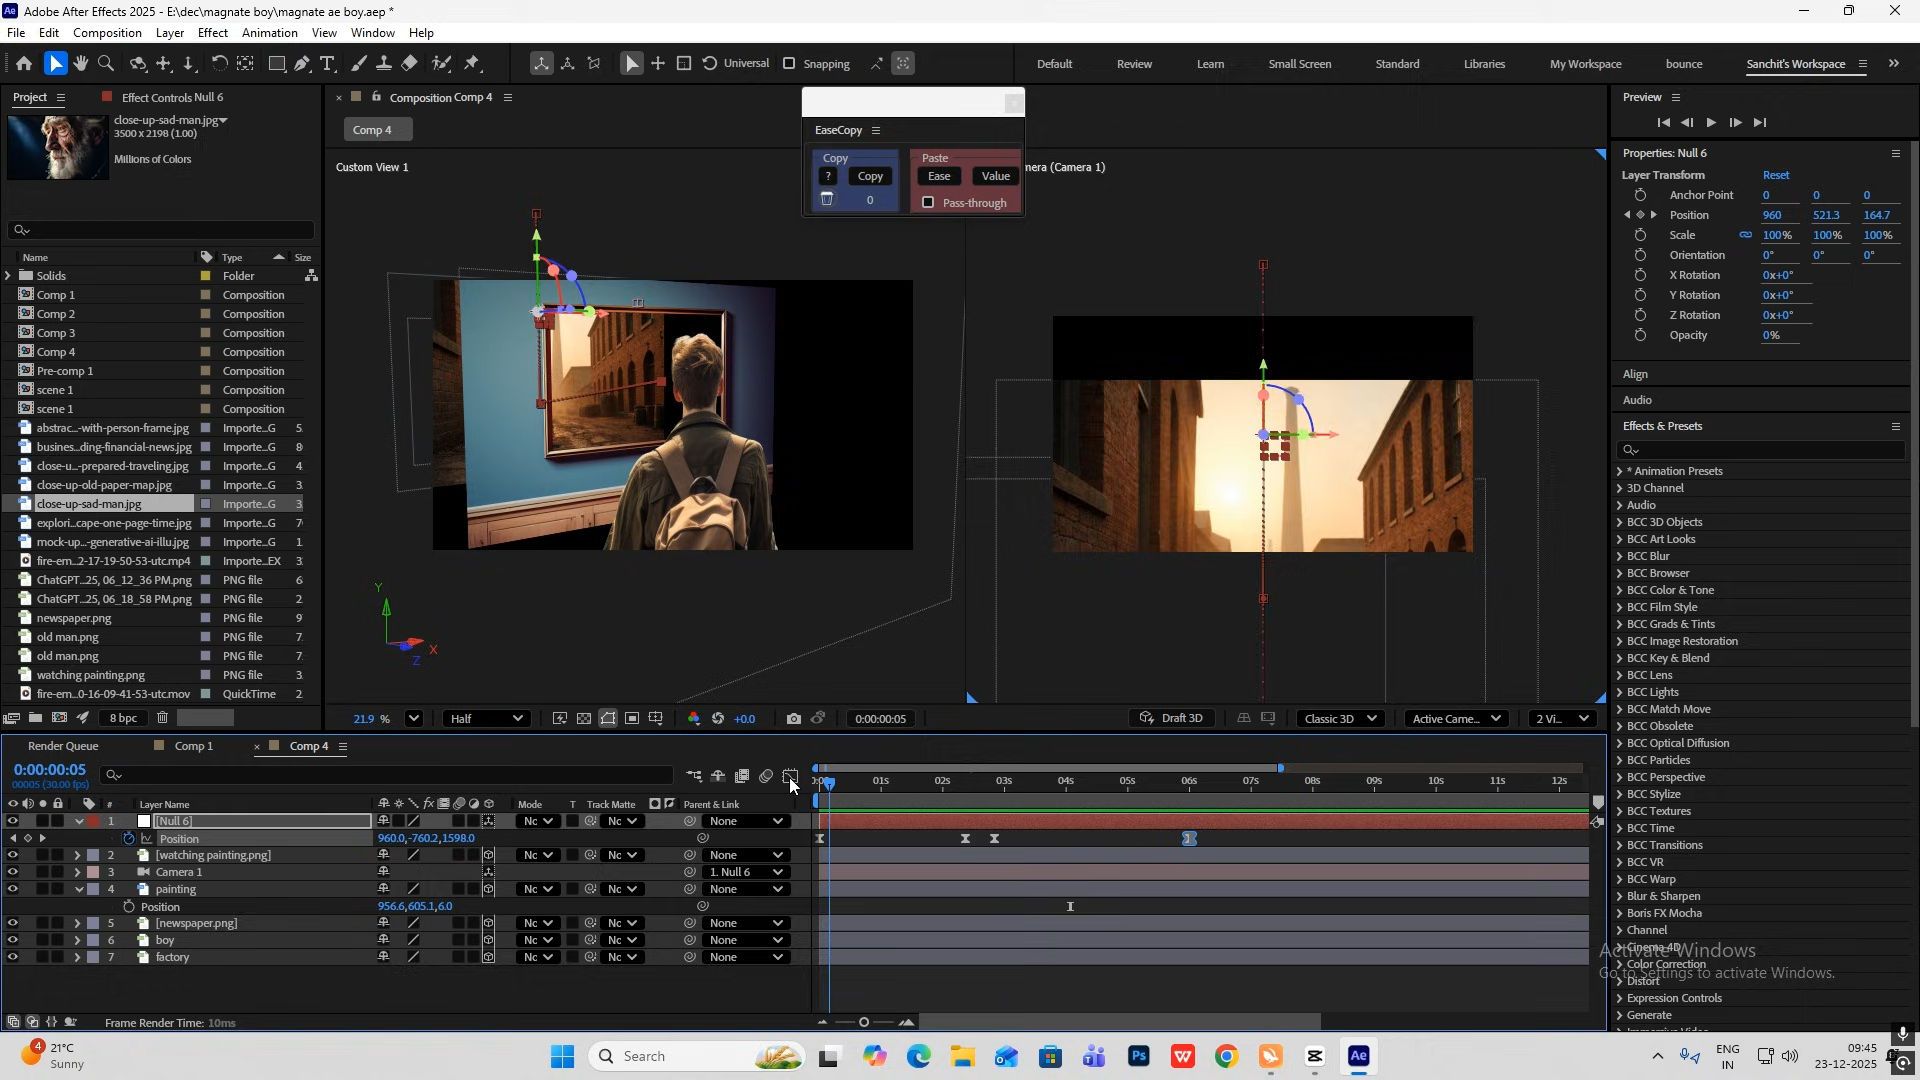 Adobe After Effects 2025 - E:\dec\magnate boy\magnate ae boy.aep *
File Edit Composition Layer Effect Animation View Window Help
Universal Snapping Default Review Learn Small Screen Standard Libraries My Workspace bounce Sanchit's Workspace
Project Effect Controls Null 6
close-up-sad-man.jpg
3500 x 2198 (1.00)
Millions of Colors
Name Type Size
Solids Folder
Comp 1 Composition
Comp 2 Composition
Comp 3 Composition
Comp 4 Composition
Pre-comp 1 Composition
scene 1 Composition
scene 1 Composition
abstrac...-with-person-frame.jpg Importe...G 5
busines...ding-financial-news.jpg Importe...G 8
close-u...-prepared-traveling.jpg Importe...G 4
close-up-old-paper-map.jpg Importe...G 3
close-up-sad-man.jpg Importe...G 3
explori...cape-one-page-time.jpg Importe...G 7
mock-up...-generative-ai-illu.jpg Importe...G 1
fire-em...2-17-19-50-53-utc.mp4 Importe...EX 3
ChatGPT...25, 06_12_36 PM.png PNG file 6
ChatGPT...25, 06_18_58 PM.png PNG file 2
newspaper.png PNG file 9
old man.png PNG file 7
old man.png PNG file 7
watching painting.png PNG file 3
fire-em...0-16-09-41-53-utc.mov QuickTime 2
8 bpc
Composition Comp 4
Comp 4
Custom View 1
mera (Camera 1)
EaseCopy
Copy Paste
? Copy Ease Value
0 Pass-through
Y
X
Z
21.9 % Half +0.0 0:00:00:05 Draft 3D Classic 3D Active Came... 2 Vi...
Preview
Properties: Null 6
Layer Transform Reset
Anchor Point 0 0 0
Position 960 521.3 164.7
Scale 100% 100% 100%
Orientation 0° 0° 0°
X Rotation 0x+0°
Y Rotation 0x+0°
Z Rotation 0x+0°
Opacity 0%
Align
Audio
Effects & Presets
* Animation Presets
3D Channel
Audio
BCC 3D Objects
BCC Art Looks
BCC Blur
BCC Browser
BCC Color & Tone
BCC Film Style
BCC Grads & Tints
BCC Image Restoration
BCC Key & Blend
BCC Lens
BCC Lights
BCC Match Move
BCC Obsolete
BCC Optical Diffusion
BCC Particles
BCC Perspective
BCC Stylize
BCC Textures
BCC Time
BCC Transitions
BCC VR
BCC Warp
Blur & Sharpen
Boris FX Mocha
Channel
Cinema 4D
Color Correction
Distort
Expression Controls
Generate
Activate Windows
Go to Settings to activate Windows.
Render Queue Comp 1 Comp 4
0:00:00:05
00005 (30.00 fps)
01s 02s 03s 04s 05s 06s 07s 08s 09s 10s 11s 12s
# Layer Name Mode T Track Matte Parent & Link
1 [Null 6] Nc Nc None
Position 960.0,-760.2,1598.0
2 [watching painting.png] Nc Nc None
3 Camera 1 1. Null 6
4 painting Nc Nc None
Position 956.6,605.1,6.0
5 [newspaper.png] Nc Nc None
6 boy Nc Nc None
7 factory Nc Nc None
Frame Render Time: 10ms
4 21°C
Sunny
Search
ENG
IN
09:45
23-12-2025